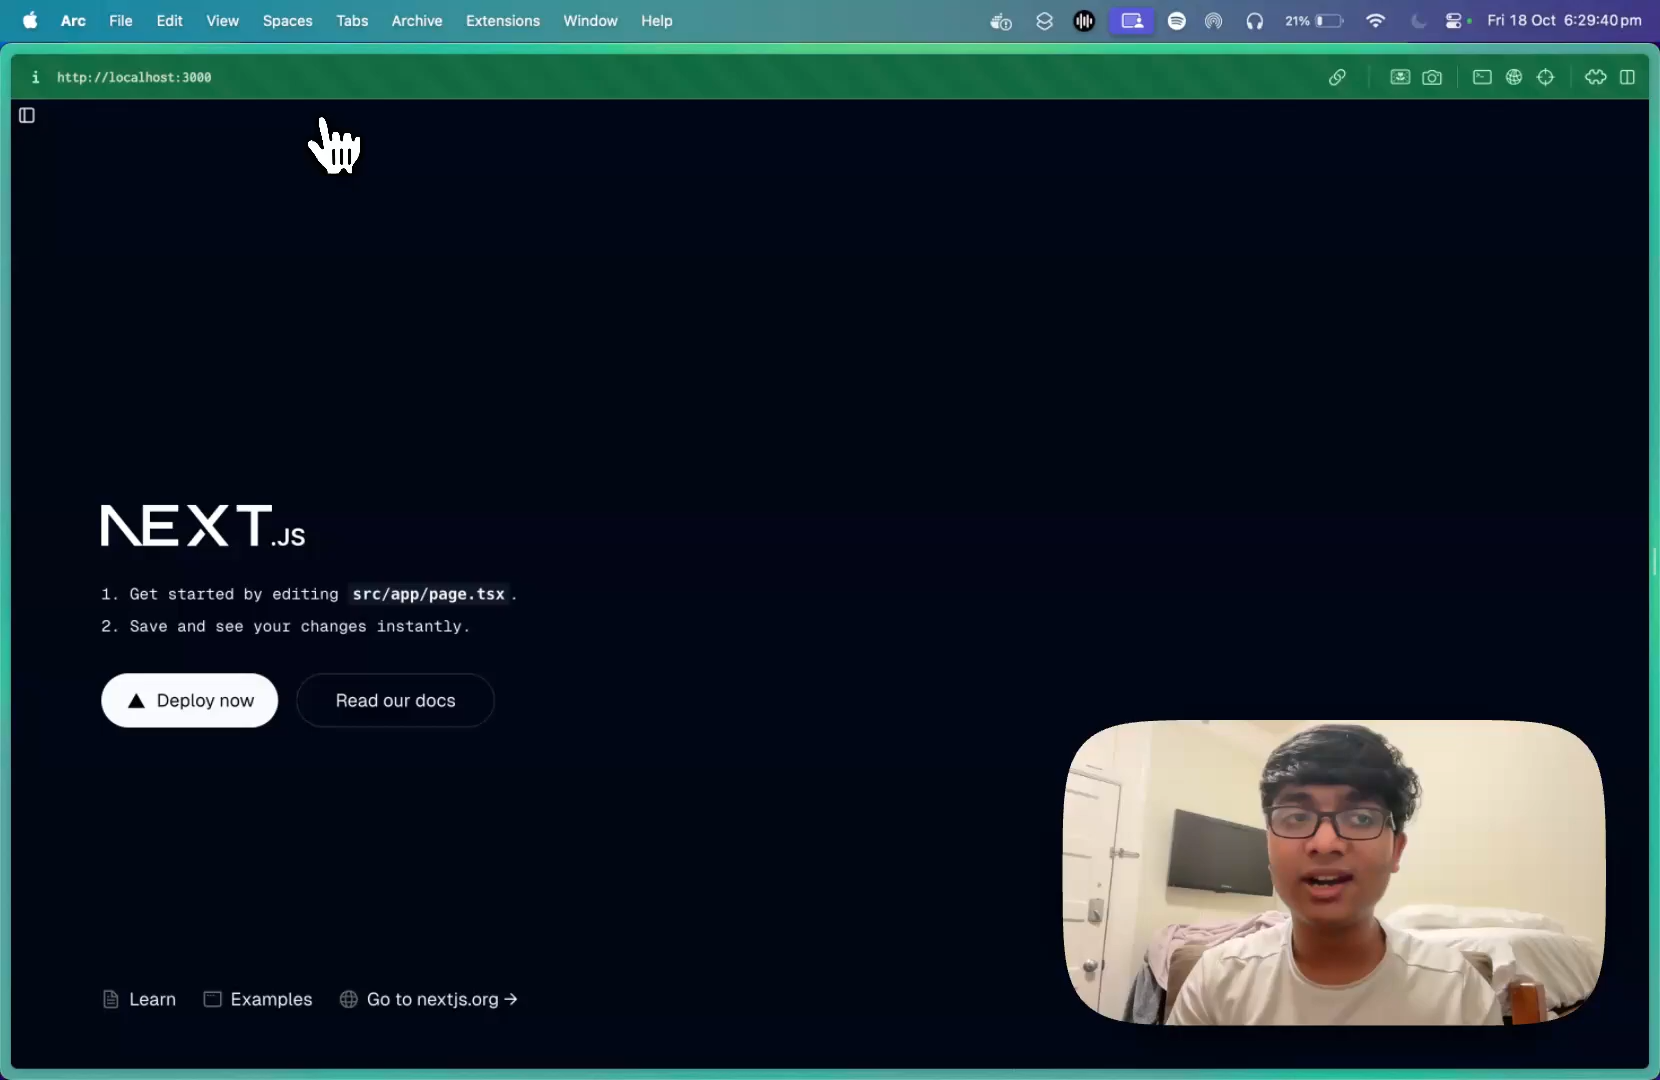 Arc File Edit View Spaces Tabs Archive Extensions Window Help 21% Fri 18 Oct 6:29:40 pm
http://localhost:3000
NEXT.JS
1. Get started by editing src/app/page.tsx.
2. Save and see your changes instantly.
Deploy now Read our docs
Learn Examples Go to nextjs.org →